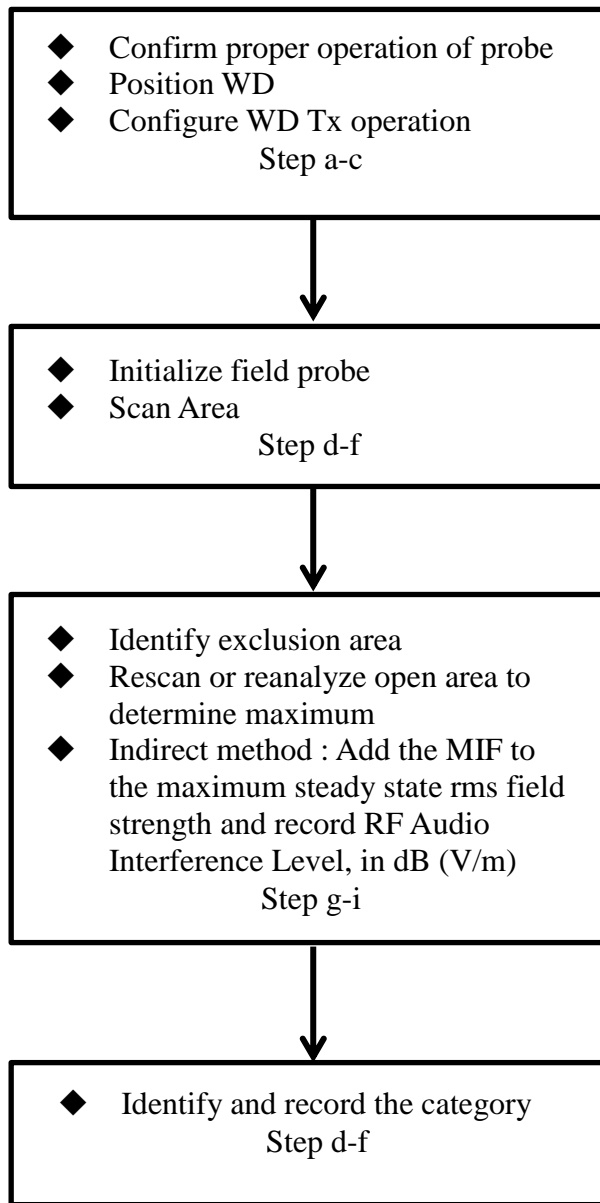 ◆ Confirm proper operation of probe
◆ Position WD
◆ Configure WD Tx operation
Step a-c
◆ Initialize field probe
◆ Scan Area
Step d-f
◆ Identify exclusion area
◆ Rescan or reanalyze open area to
determine maximum
◆ Indirect method : Add the MIF to
the maximum steady state rms field
strength and record RF Audio
Interference Level, in dB (V/m)
Step g-i
◆ Identify and record the category
Step d-f